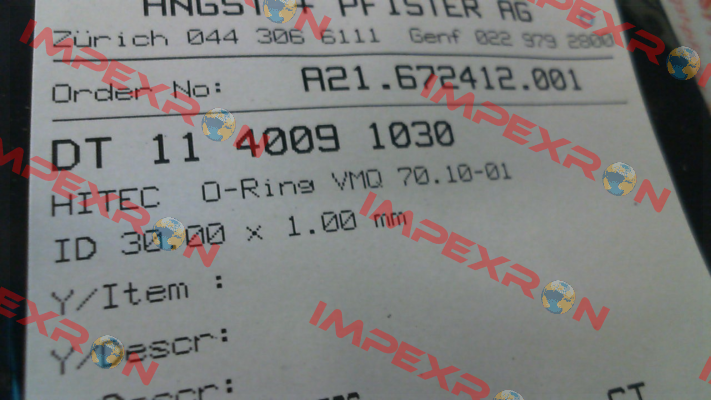 ANGST + PFISTER AG
Zürich 044 306 6111 Genf 022 979 2800
Order No: A21.672412.001
DT 11 4009 1030
HITEC O-Ring VMQ 70.10-01
ID 30.00 x 1.00 mm
Y/Item :
Y/Descr:
IMPEXRON
IMPEXRON
IMPEXRON
IMPEXRON
IMPEXRON